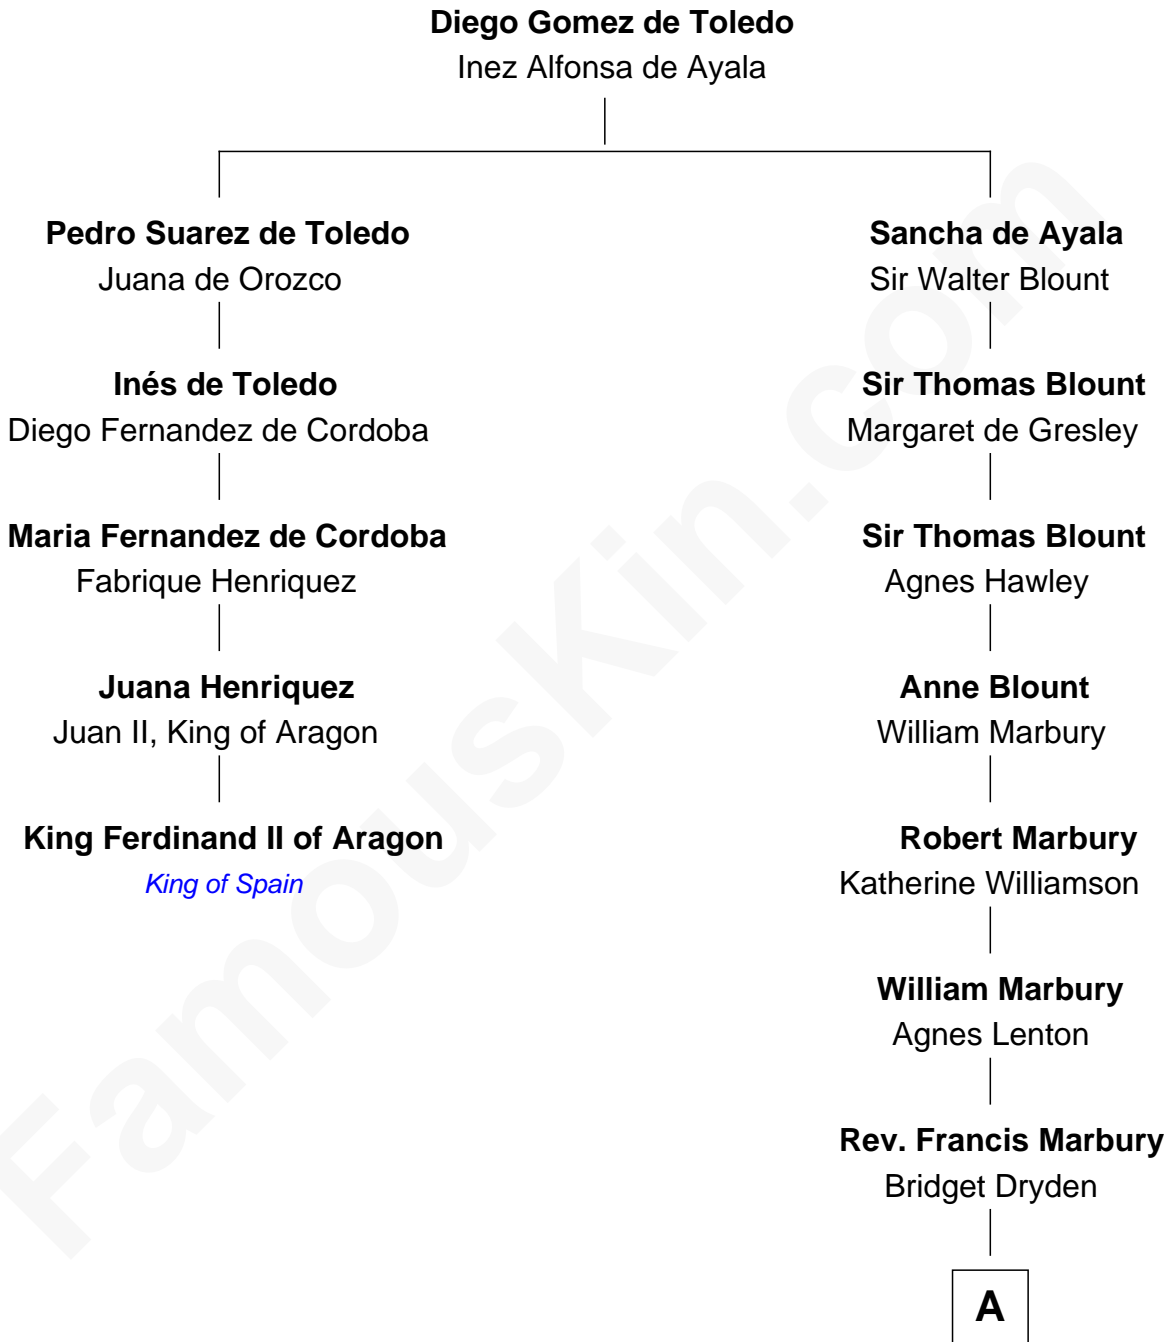 Diego Gomez de Toledo
Inez Alfonsa de Ayala
Pedro Suarez de Toledo
Juana de Orozco
Sancha de Ayala
Sir Walter Blount
Inés de Toledo
Diego Fernandez de Cordoba
Sir Thomas Blount
Margaret de Gresley
Maria Fernandez de Cordoba
Fabrique Henriquez
Sir Thomas Blount
Agnes Hawley
Juana Henriquez
Juan II, King of Aragon
Anne Blount
William Marbury
King Ferdinand II of Aragon
King of Spain
Robert Marbury
Katherine Williamson
William Marbury
Agnes Lenton
Rev. Francis Marbury
Bridget Dryden
A
FamousKin.com